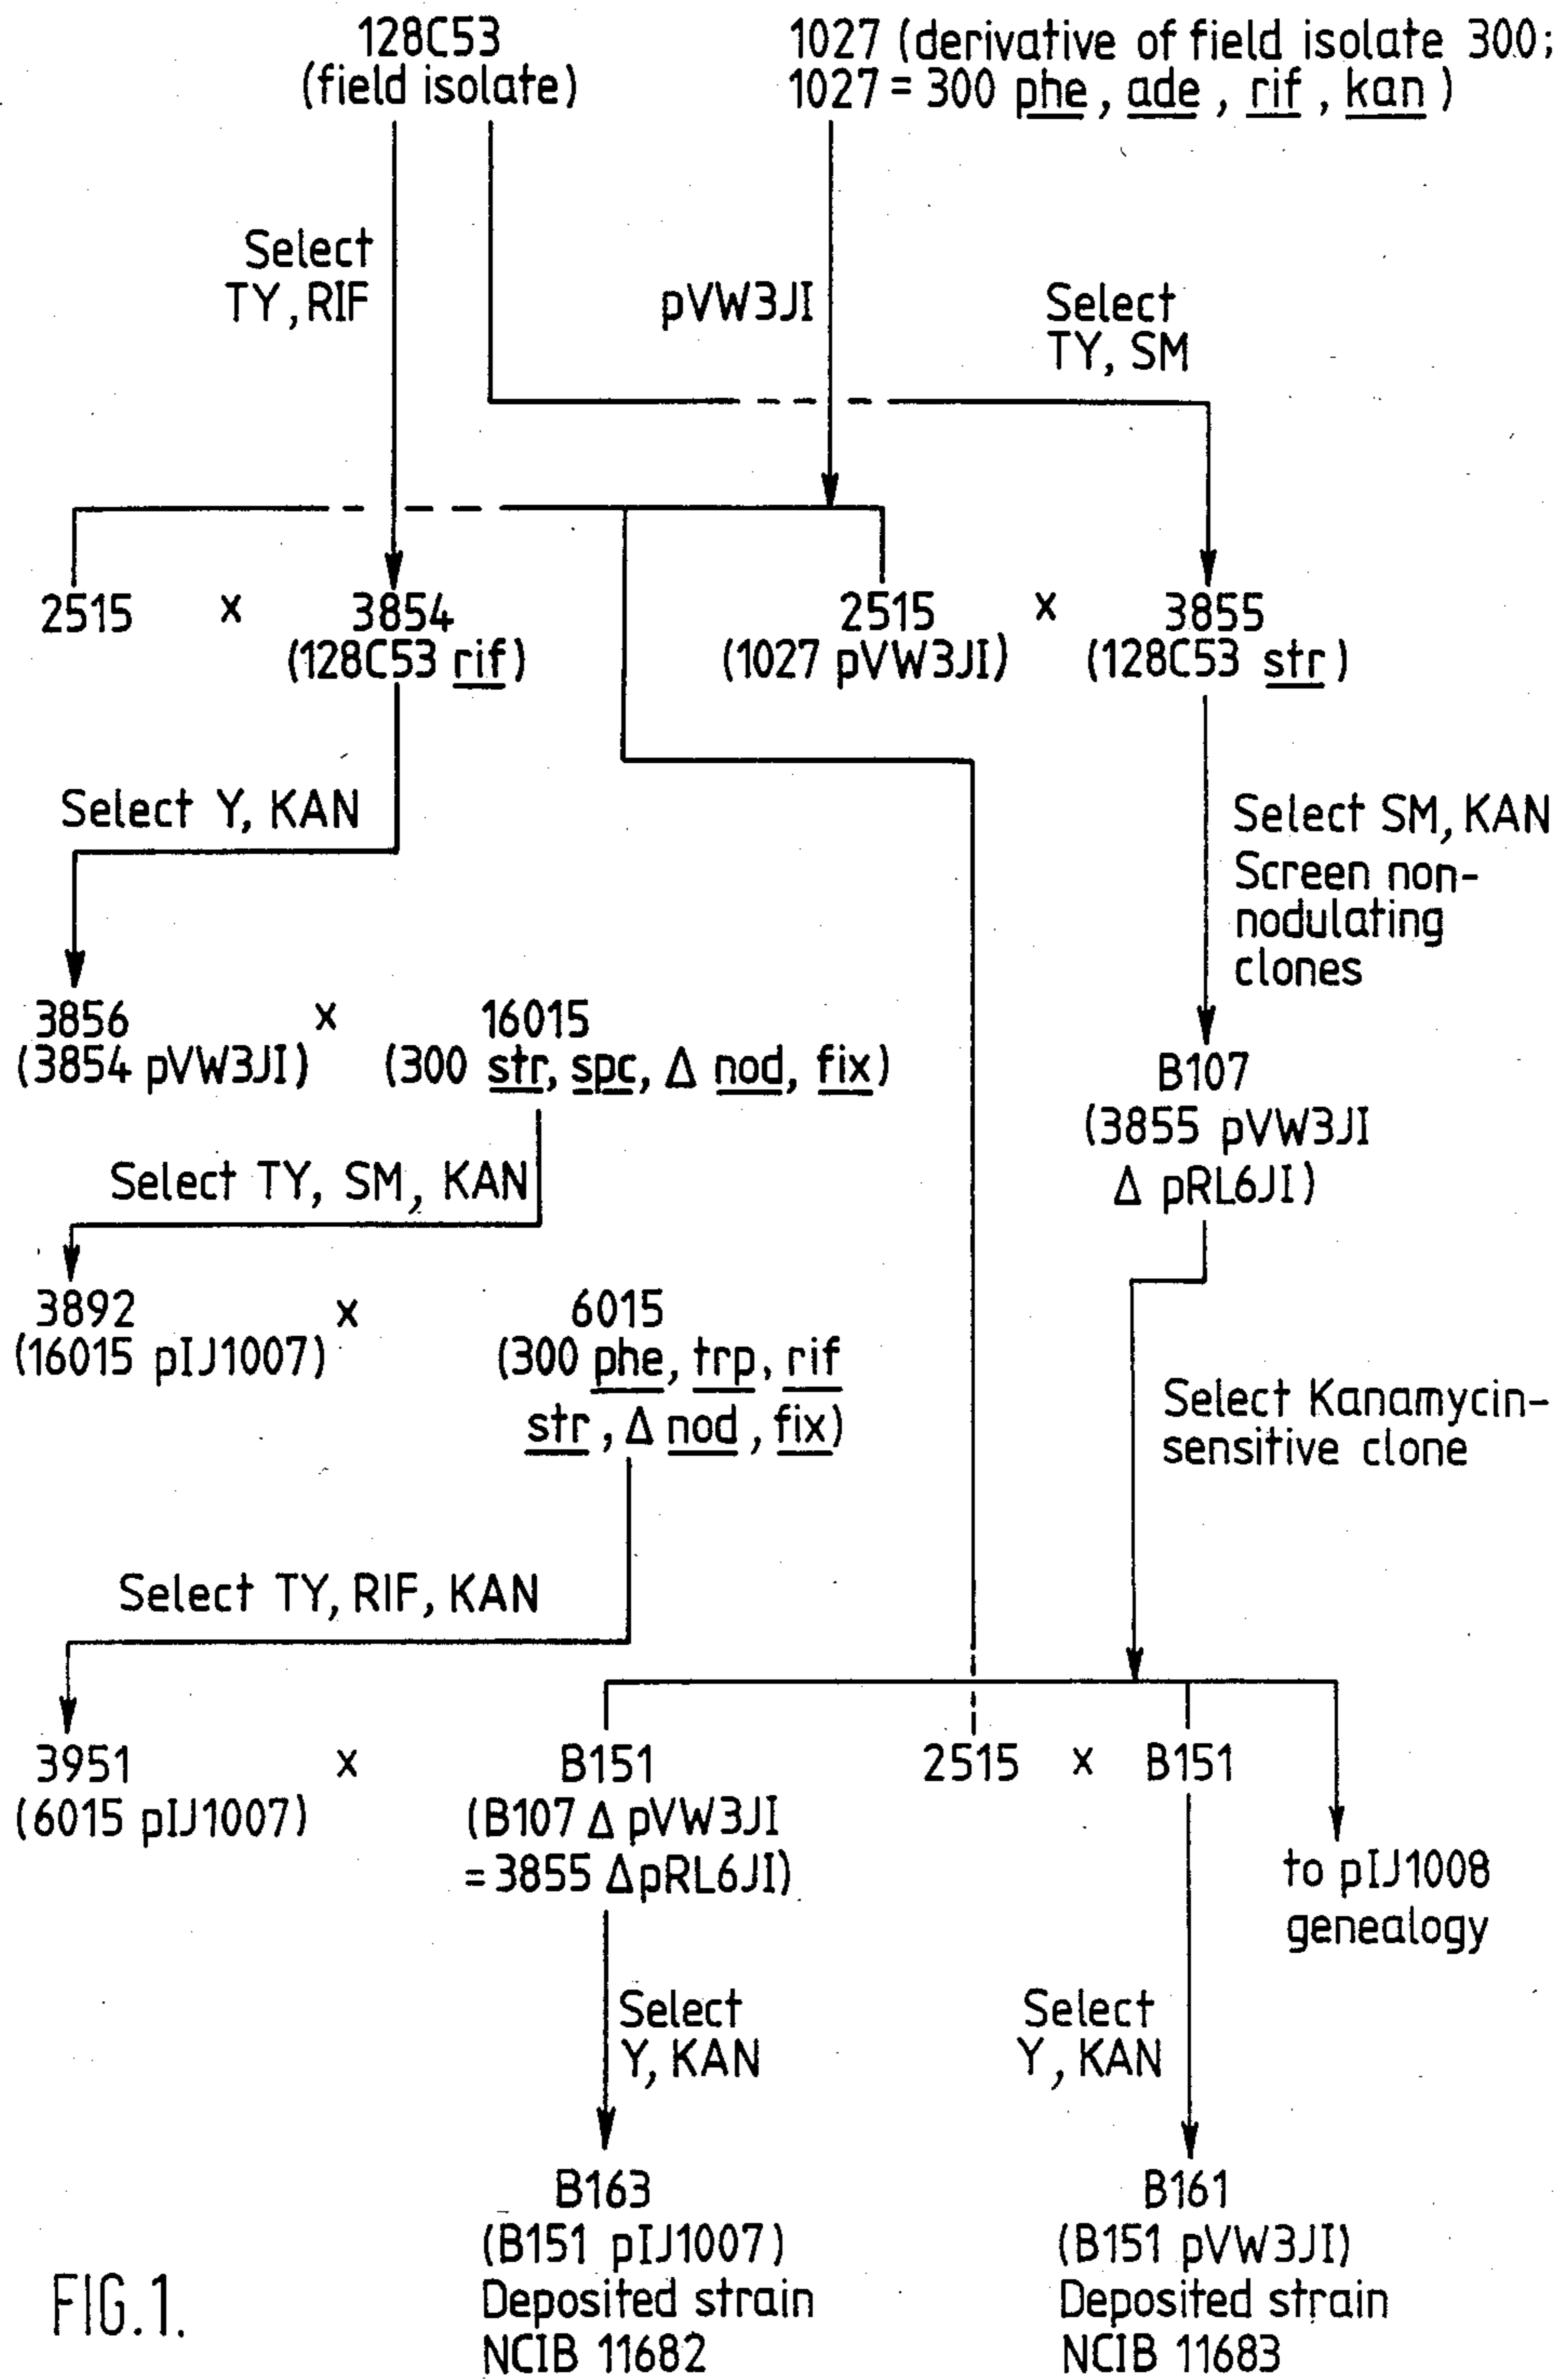 128C53
(field isolate)
1027 (derivative of field isolate 300;
1027 = 300 phe, ade, rif, kan)
Select
TY, RIF
pVW3JI
Select
TY, SM
2515 x 3854
(128C53 rif)
2515 x 3855
(1027 pVW3JI) (128C53 str)
Select Y, KAN
Select SM, KAN
Screen non-
nodulating
clones
3856 x 16015
(3854 pVW3JI) (300 str, spc, Δ nod, fix)
B107
(3855 pVW3JI
Δ pRL6JI)
Select TY, SM, KAN
3892 x 6015
(16015 pIJ1007) (300 phe, trp, rif
str, Δ nod, fix)
Select Kanamycin-
sensitive clone
Select TY, RIF, KAN
3951 x B151
(6015 pIJ1007) (B107 Δ pVW3JI
= 3855 ΔpRL6JI)
2515 x B151
to pIJ1008
genealogy
Select
Y, KAN
Select
Y, KAN
B163
(B151 pIJ1007)
Deposited strain
NCIB 11682
B161
(B151 pVW3JI)
Deposited strain
NCIB 11683
FIG.1.